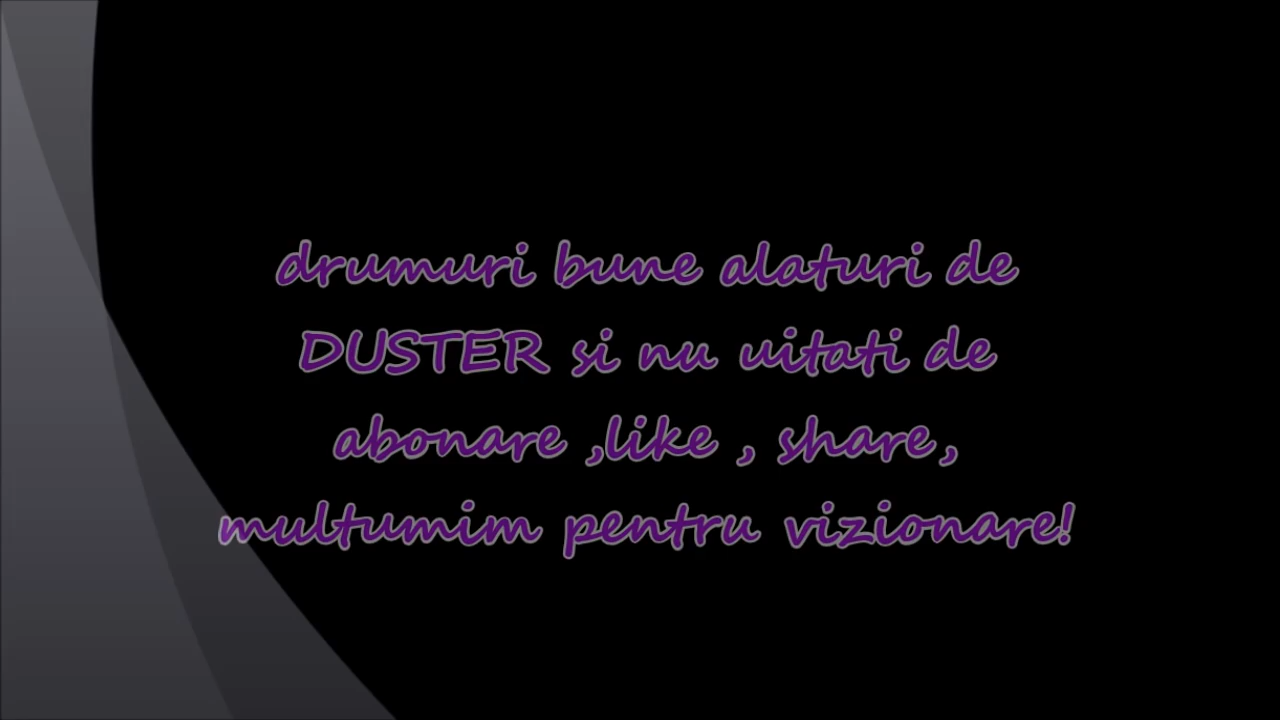 drumuri bune alaturi de
DUSTER si nu uitati de
abonare ,like , share,
multumim pentru vizionare!